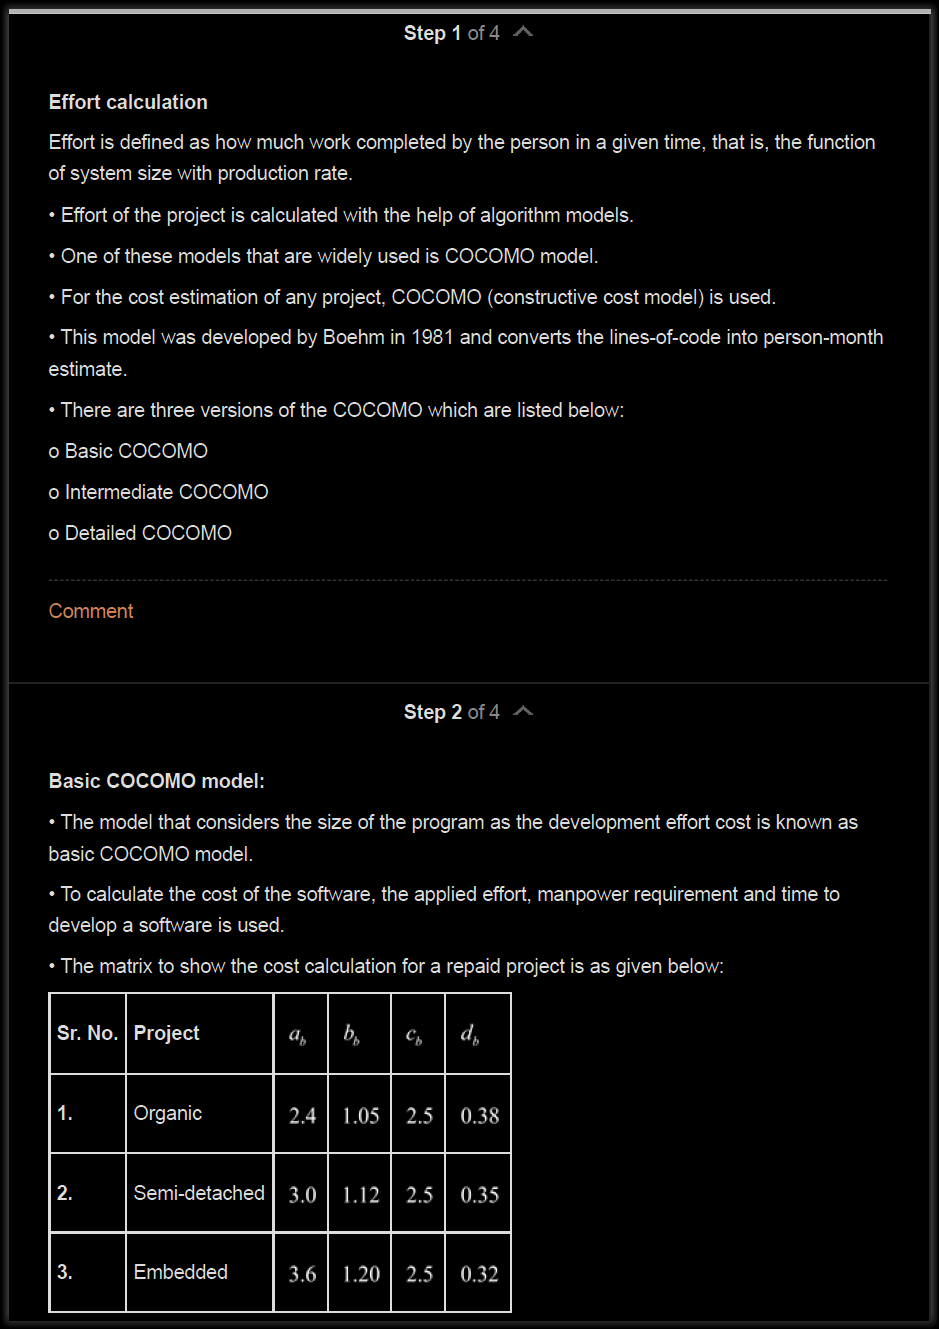 Step 1 of 4
Effort calculation
Effort is defined as how much work completed by the person in a given time, that is, the function
of system size with production rate.
• Effort of the project is calculated with the help of algorithm models.
• One of these models that are widely used is COCOMO model.
• For the cost estimation of any project, COCOMO (constructive cost model) is used.
• This model was developed by Boehm in 1981 and converts the lines-of-code into person-month
estimate.
• There are three versions of the COCOMO which are listed below:
o Basic COCOMO
o Intermediate COCOMO
o Detailed COCOMO
Comment
Step 2 of 4
Basic COCOMO model:
• The model that considers the size of the program as the development effort cost is known as
basic COCOMO model.
• To calculate the cost of the software, the applied effort, manpower requirement and time to
develop a software is used.
• The matrix to show the cost calculation for a repaid project is as given below:
Sr. No. Project a_b b_b c_b d_b
1. Organic 2.4 1.05 2.5 0.38
2. Semi-detached 3.0 1.12 2.5 0.35
3. Embedded 3.6 1.20 2.5 0.32